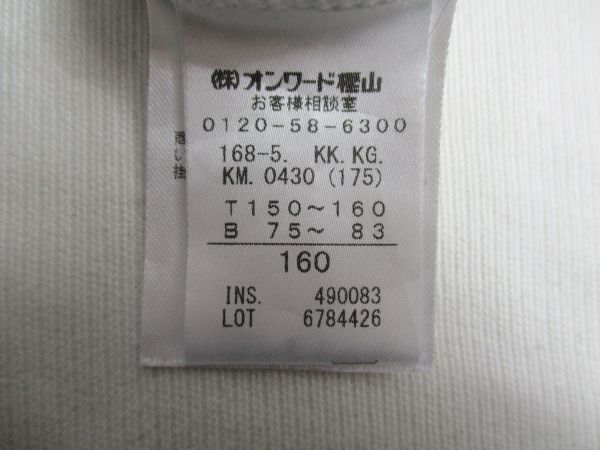 ㈱オンワード樫山
お客様相談室
0120-58-6300
168-5. KK. KG.
KM. 0430 (175)
T 150〜160
B 75〜 83
160
INS. 490083
LOT 6784426